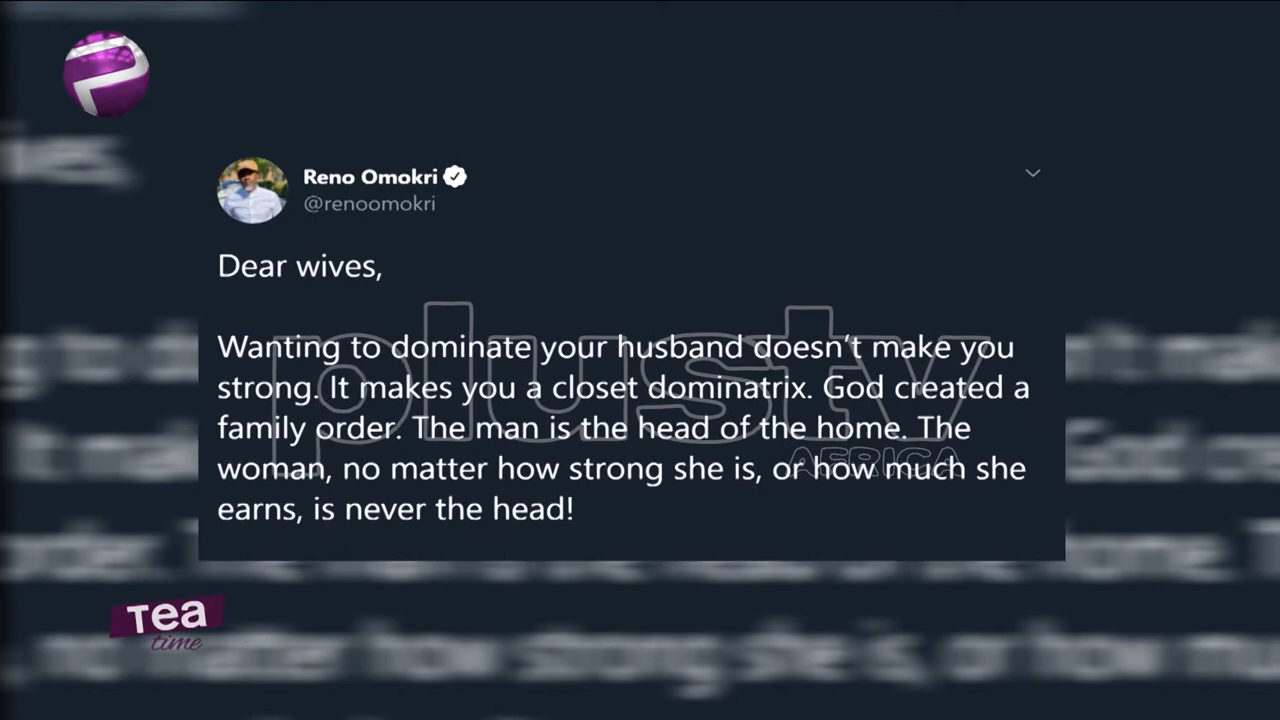 Reno Omokri
@renoomokri
Dear wives,
Wanting to dominate your husband doesn't make you
strong. It makes you a closet dominatrix. God created a
family order. The man is the head of the home. The
woman, no matter how strong she is, or how much she
earns, is never the head!
plustv
AFRICA
Tea
time